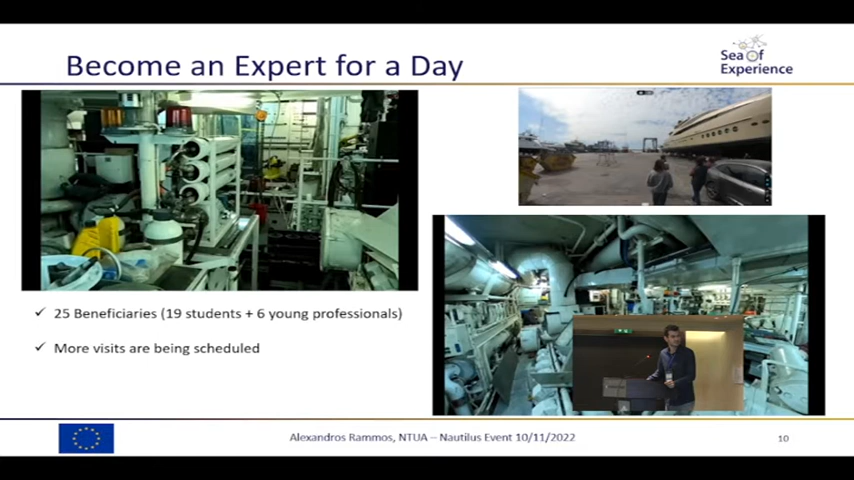 Become an Expert for a Day
Sea Of
Experience
✓ 25 Beneficiaries (19 students + 6 young professionals)
✓ More visits are being scheduled
Alexandros Rammos, NTUA – Nautilus Event 10/11/2022
10